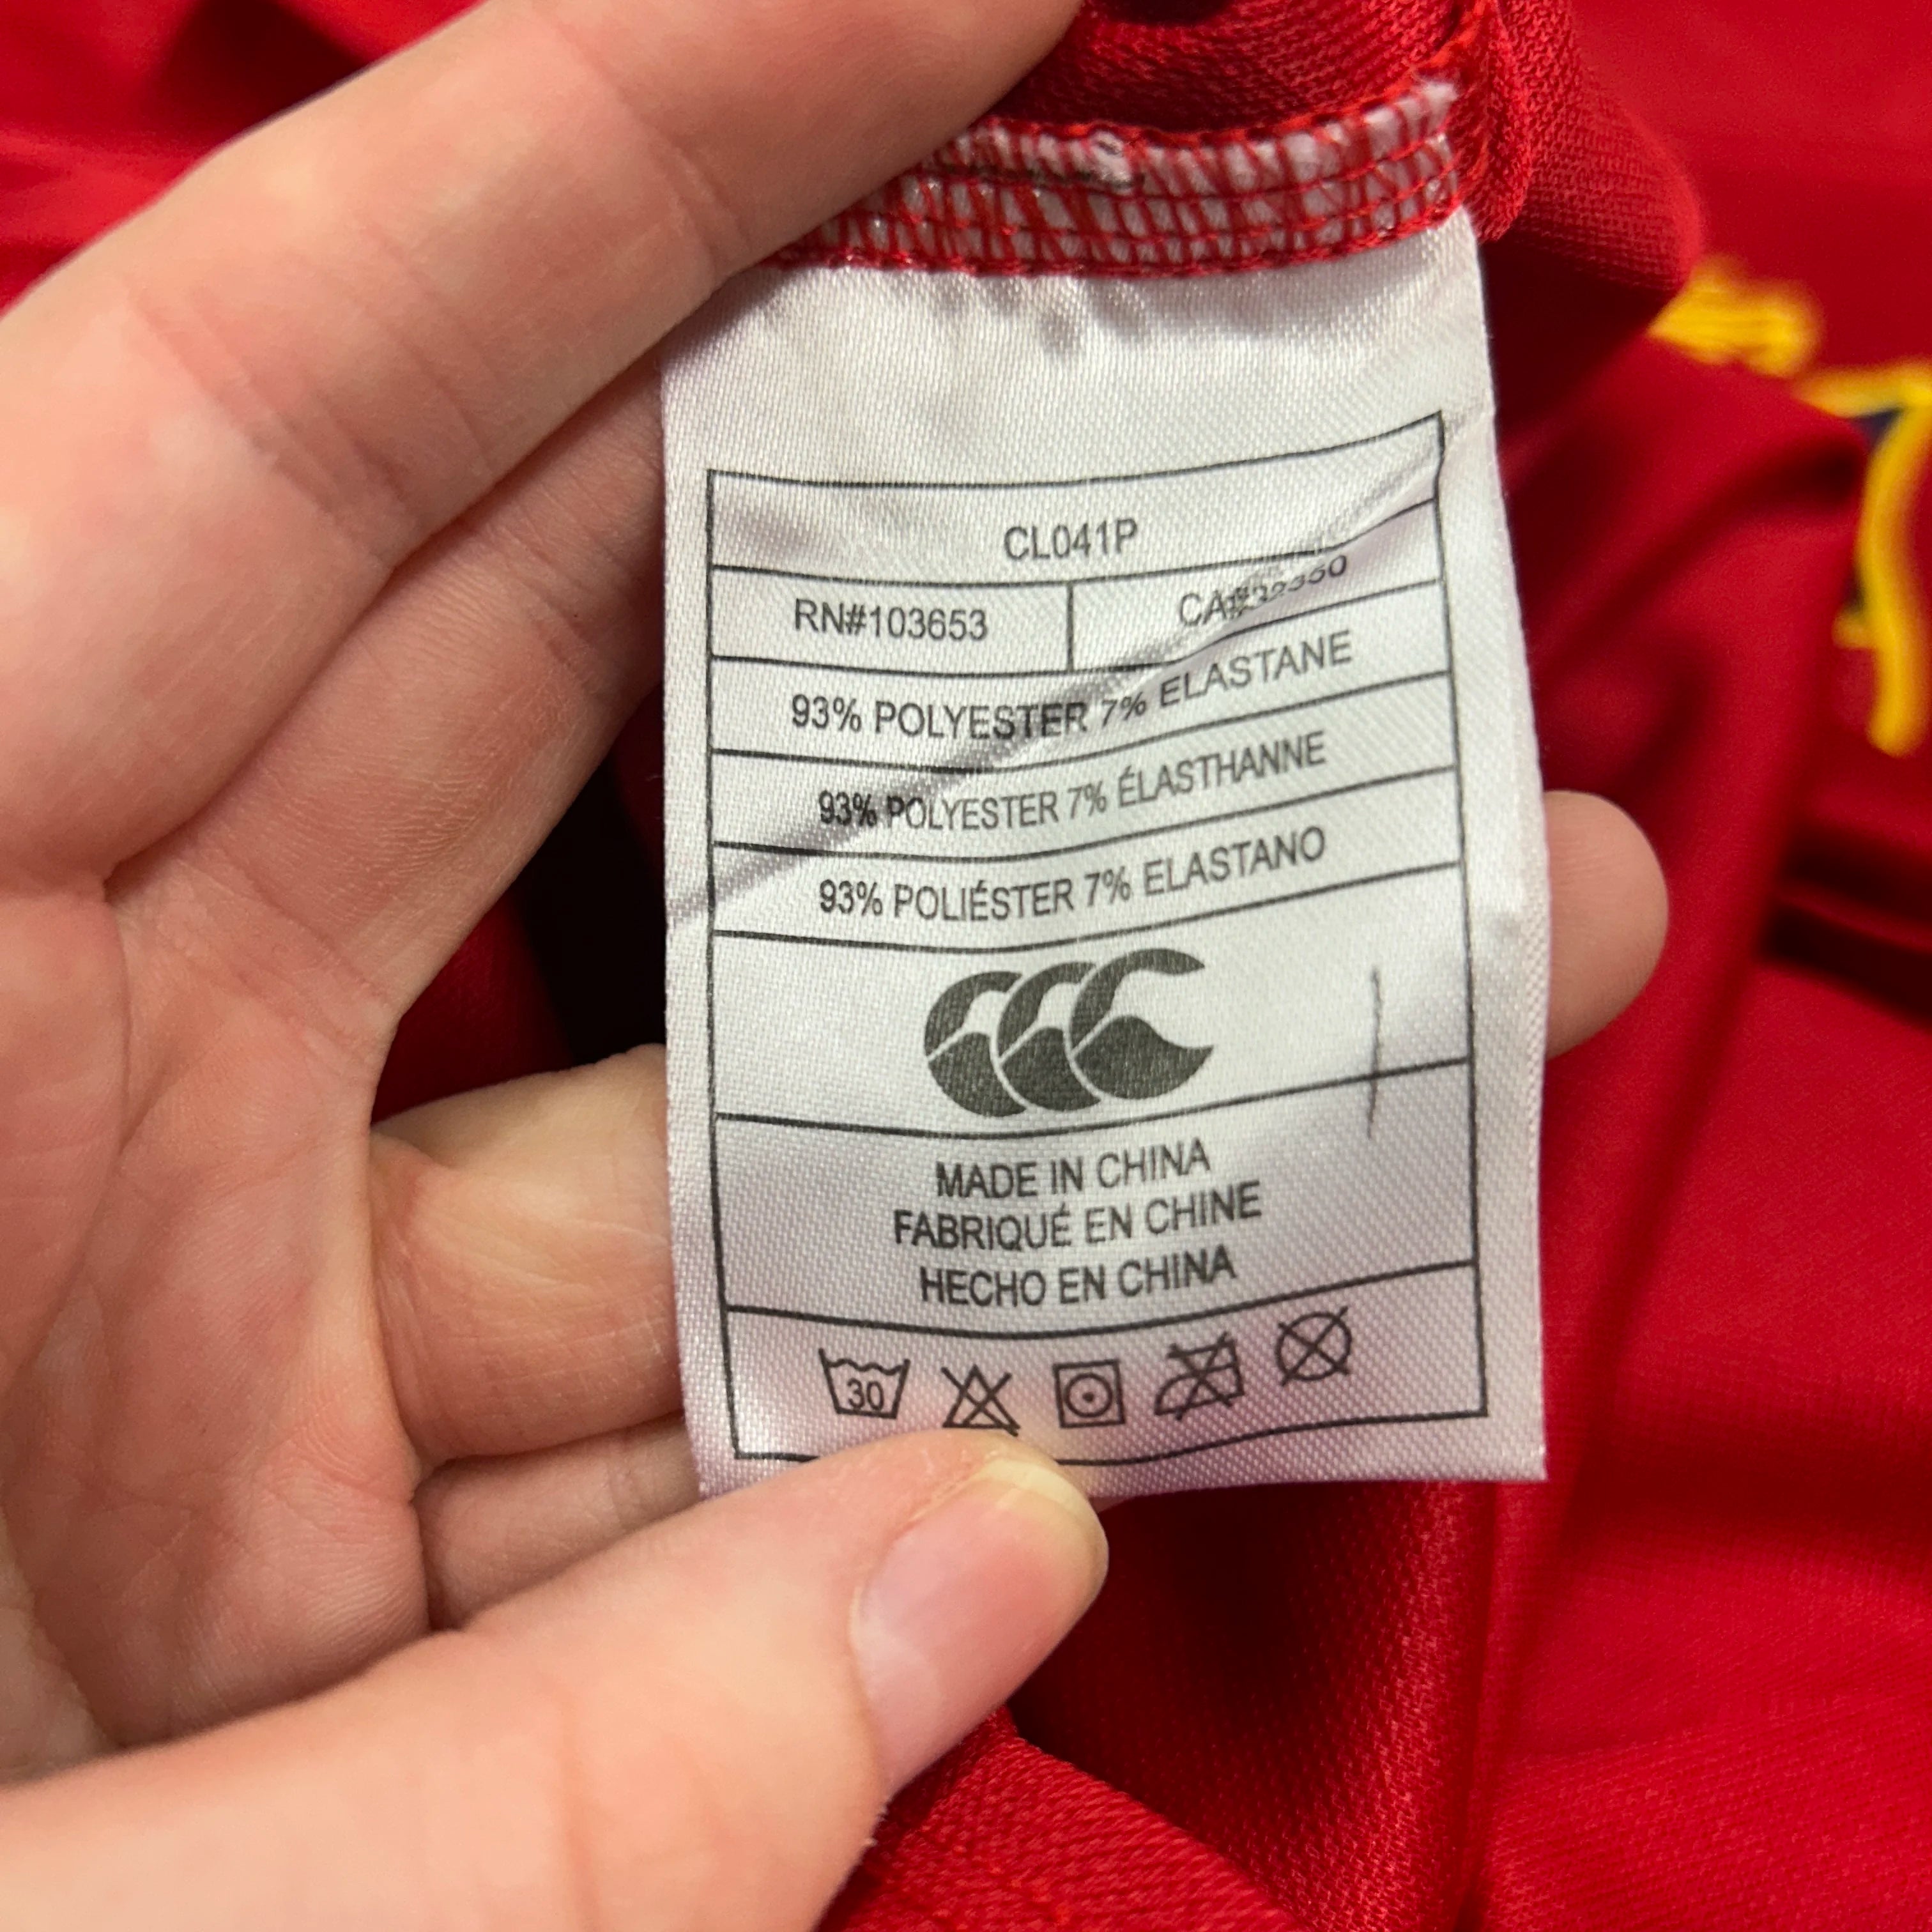 CL041P
RN#103653
93% POLYESTER 7% ELASTANE
93% POLYESTER 7% ÉLASTHANNE
93% POLIÉSTER 7% ELASTANO
MADE IN CHINA
FABRIQUÉ EN CHINE
HECHO EN CHINA
30